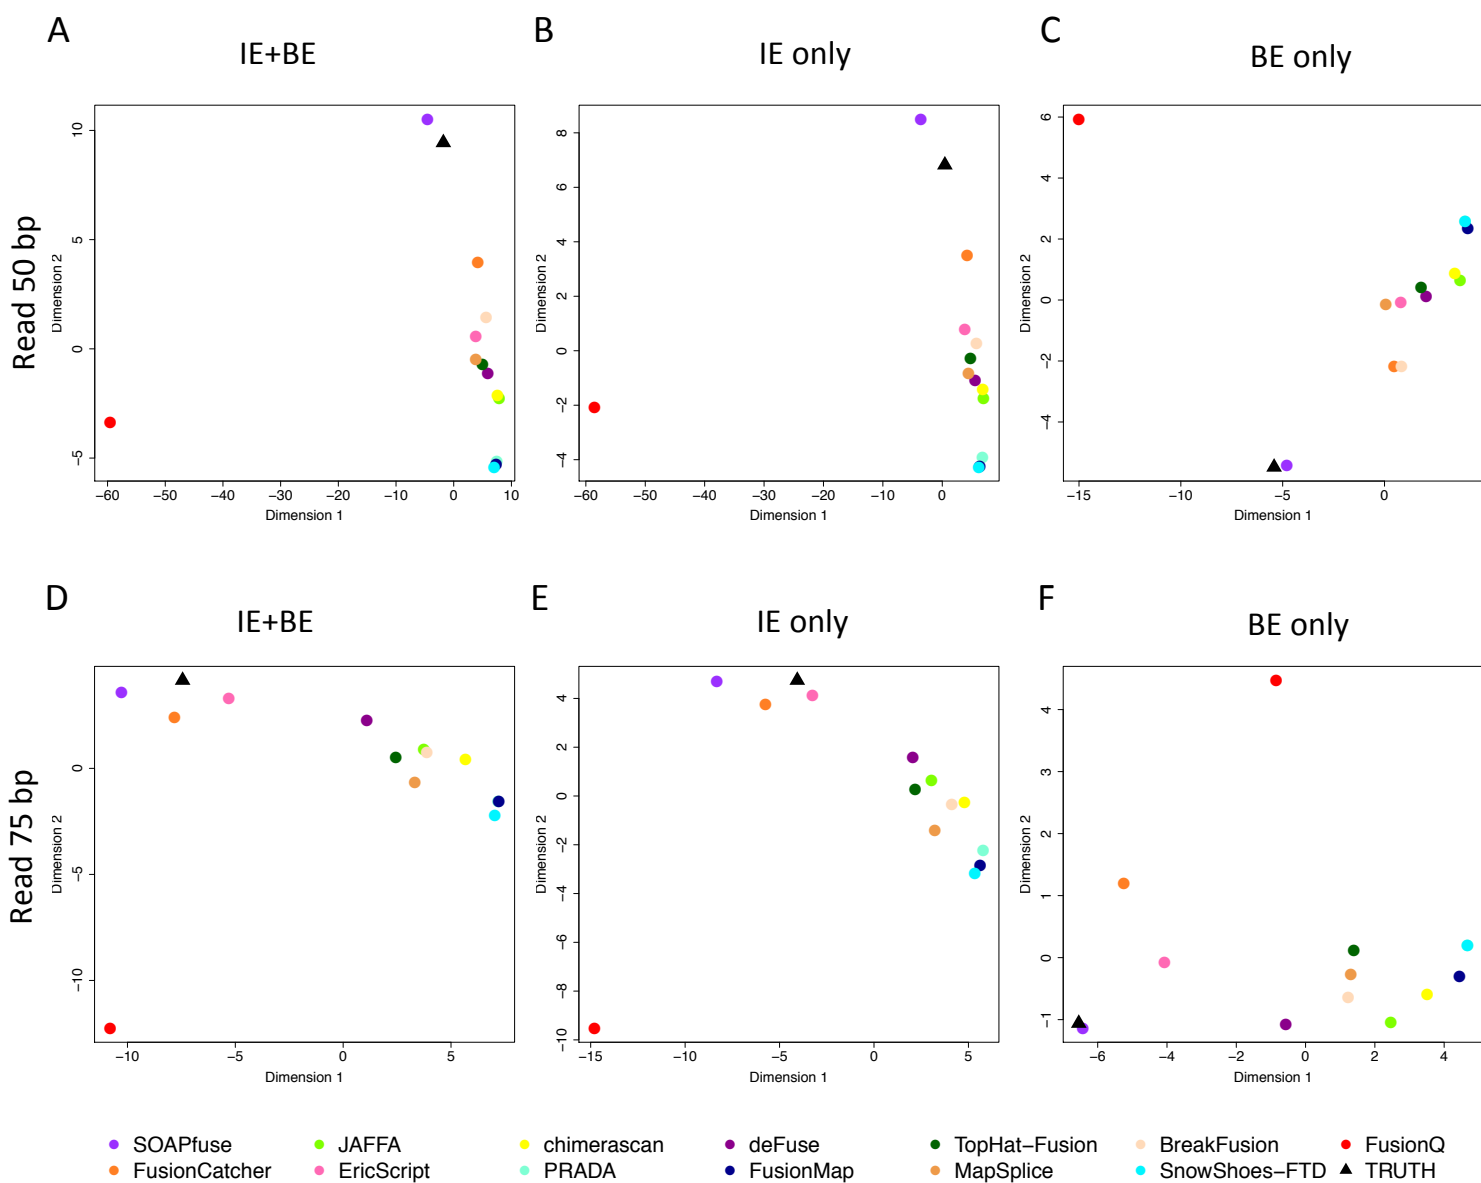 A
IE+BE
B
IE only
C
BE only
Read 50 bp
Dimension 2
10
5
0
−5
−60 −50 −40 −30 −20 −10 0 10
Dimension 1
Dimension 2
8
6
4
2
0
−2
−4
−60 −50 −40 −30 −20 −10 0
Dimension 1
Dimension 2
6
4
2
0
−2
−4
−15 −10 −5 0
Dimension 1
D
IE+BE
E
IE only
F
BE only
Read 75 bp
Dimension 2
0
−5
−10
−10 −5 0 5
Dimension 1
Dimension 2
4
2
0
−2
−4
−6
−8
−10
−15 −10 −5 0 5
Dimension 1
Dimension 2
4
3
2
1
0
−1
−6 −4 −2 0 2 4
Dimension 1
SOAPfuse JAFFA chimerascan deFuse TopHat−Fusion BreakFusion FusionQ
FusionCatcher EricScript PRADA FusionMap MapSplice SnowShoes−FTD TRUTH